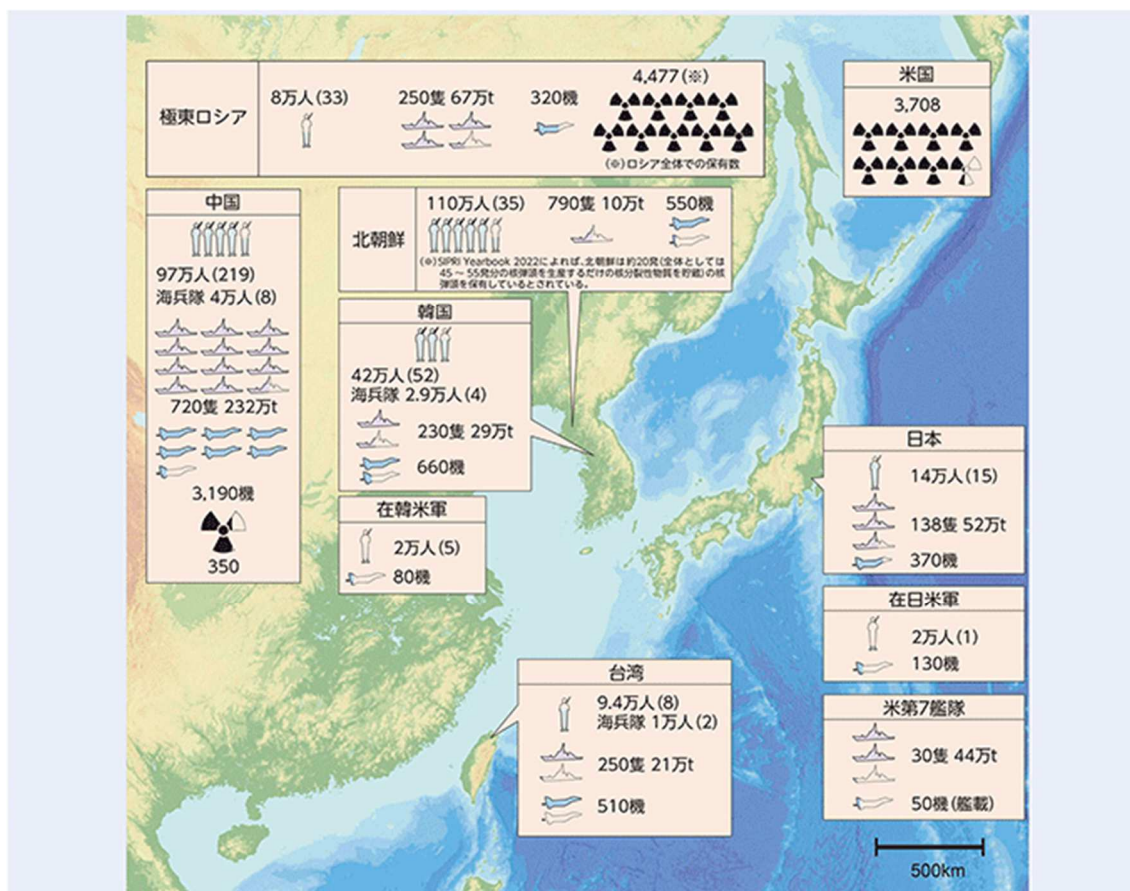 極東ロシア
8万人(33)
250隻 67万t
320機
4,477(※)
(※)ロシア全体での保有数
米国
3,708
中国
97万人(219)
海兵隊 4万人(8)
720隻 232万t
3,190機
350
北朝鮮
110万人(35)
790隻 10万t
550機
(※)SIPRI Yearbook 2022によれば、北朝鮮は約20発(全体としては
45～55発分の核弾頭を生産するだけの核分裂性物質を貯蔵)の核
弾頭を保有しているとされている。
韓国
42万人(52)
海兵隊 2.9万人(4)
230隻 29万t
660機
在韓米軍
2万人(5)
80機
日本
14万人(15)
138隻 52万t
370機
在日米軍
2万人(1)
130機
台湾
9.4万人(8)
海兵隊 1万人(2)
250隻 21万t
510機
米第7艦隊
30隻 44万t
50機(艦載)
500km